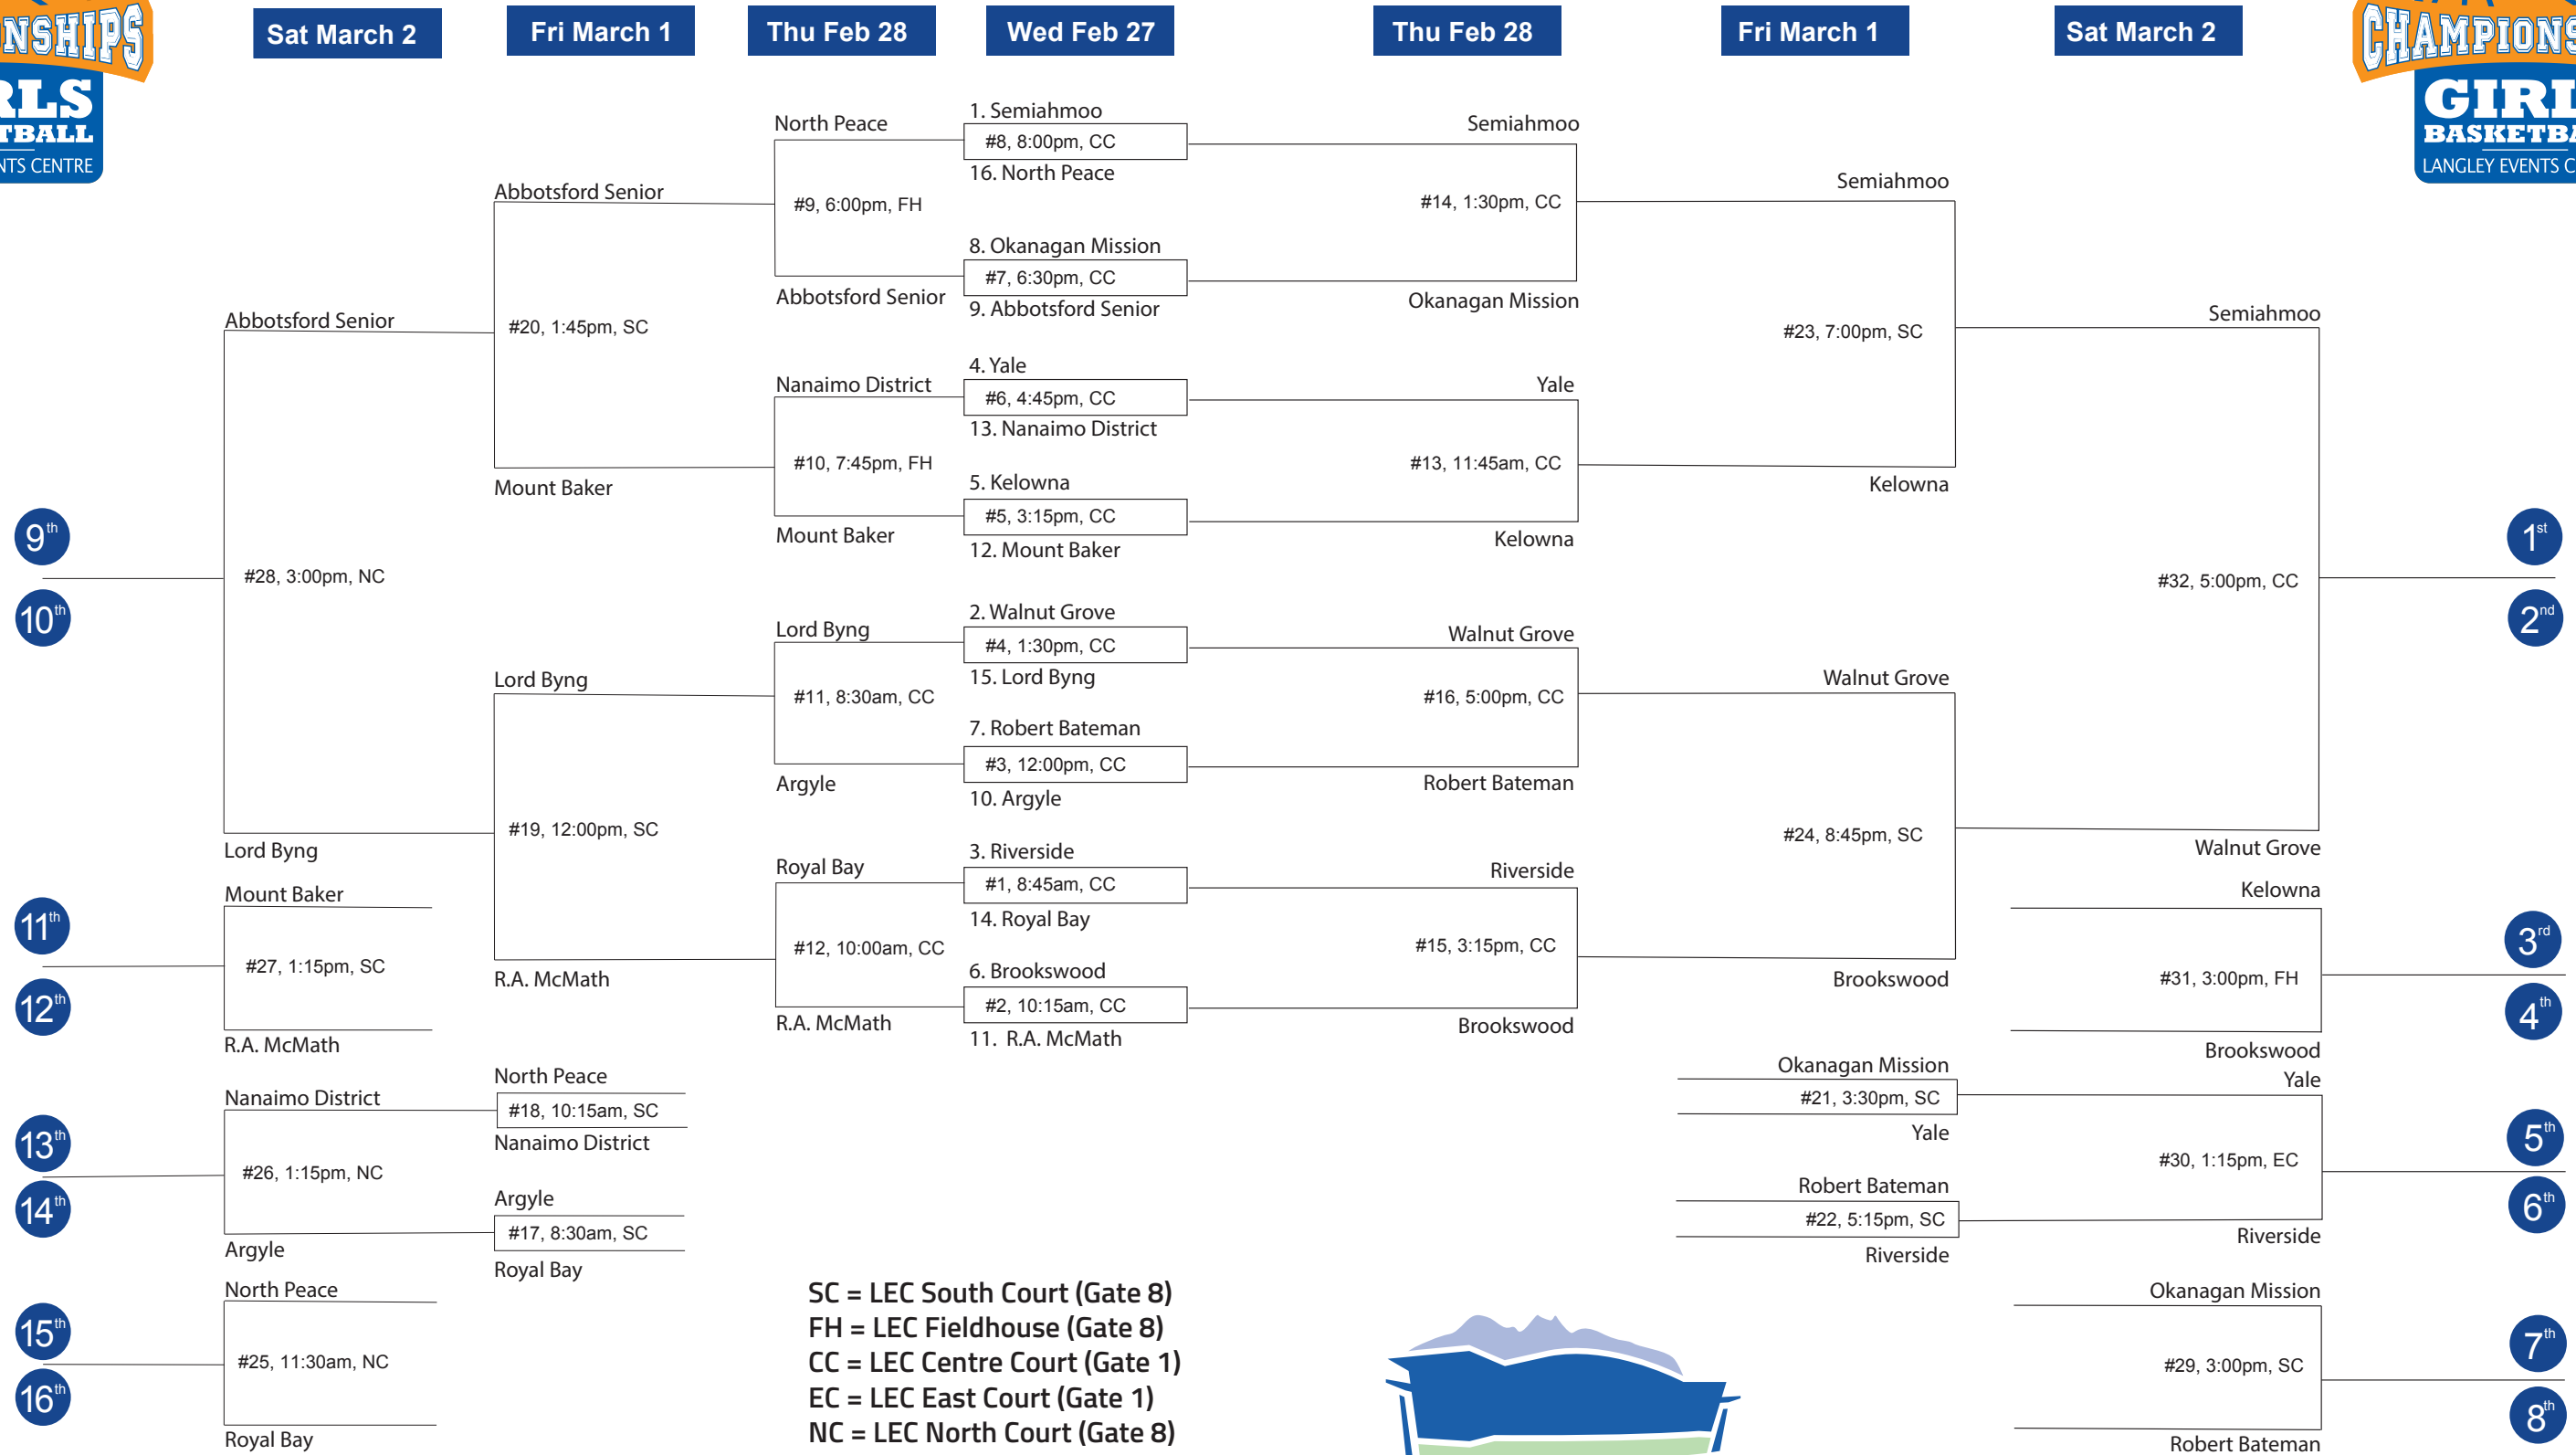 Sat March 2
Fri March 1
Thu Feb 28
Wed Feb 27
Thu Feb 28
Fri March 1
Sat March 2
NSHIPS
RLS
TBALL
NTS CENTRE
CHAMPIONS
GIRL
BASKETBA
LANGLEY EVENTS C
Abbotsford Senior
#28, 3:00pm, NC
Lord Byng
9th
10th
Mount Baker
#27, 1:15pm, SC
R.A. McMath
11th
12th
Nanaimo District
#26, 1:15pm, NC
Argyle
13th
14th
North Peace
#25, 11:30am, NC
Royal Bay
15th
16th
Abbotsford Senior
#20, 1:45pm, SC
Mount Baker
Lord Byng
#19, 12:00pm, SC
R.A. McMath
North Peace
#18, 10:15am, SC
Nanaimo District
Argyle
#17, 8:30am, SC
Royal Bay
North Peace
#9, 6:00pm, FH
Abbotsford Senior
Nanaimo District
#10, 7:45pm, FH
Mount Baker
Lord Byng
#11, 8:30am, CC
Argyle
Royal Bay
#12, 10:00am, CC
R.A. McMath
1. Semiahmoo
#8, 8:00pm, CC
16. North Peace
8. Okanagan Mission
#7, 6:30pm, CC
9. Abbotsford Senior
4. Yale
#6, 4:45pm, CC
13. Nanaimo District
5. Kelowna
#5, 3:15pm, CC
12. Mount Baker
2. Walnut Grove
#4, 1:30pm, CC
15. Lord Byng
7. Robert Bateman
#3, 12:00pm, CC
10. Argyle
3. Riverside
#1, 8:45am, CC
14. Royal Bay
6. Brookswood
#2, 10:15am, CC
11. R.A. McMath
Semiahmoo
#14, 1:30pm, CC
Okanagan Mission
Yale
#13, 11:45am, CC
Kelowna
Walnut Grove
#16, 5:00pm, CC
Robert Bateman
Riverside
#15, 3:15pm, CC
Brookswood
Semiahmoo
#23, 7:00pm, SC
Kelowna
Walnut Grove
#24, 8:45pm, SC
Brookswood
Okanagan Mission
#21, 3:30pm, SC
Yale
Robert Bateman
#22, 5:15pm, SC
Riverside
Semiahmoo
#32, 5:00pm, CC
Walnut Grove
1st
2nd
Kelowna
#31, 3:00pm, FH
Brookswood
3rd
4th
Yale
#30, 1:15pm, EC
Riverside
5th
6th
Okanagan Mission
#29, 3:00pm, SC
Robert Bateman
7th
8th
SC = LEC South Court (Gate 8)
FH = LEC Fieldhouse (Gate 8)
CC = LEC Centre Court (Gate 1)
EC = LEC East Court (Gate 1)
NC = LEC North Court (Gate 8)